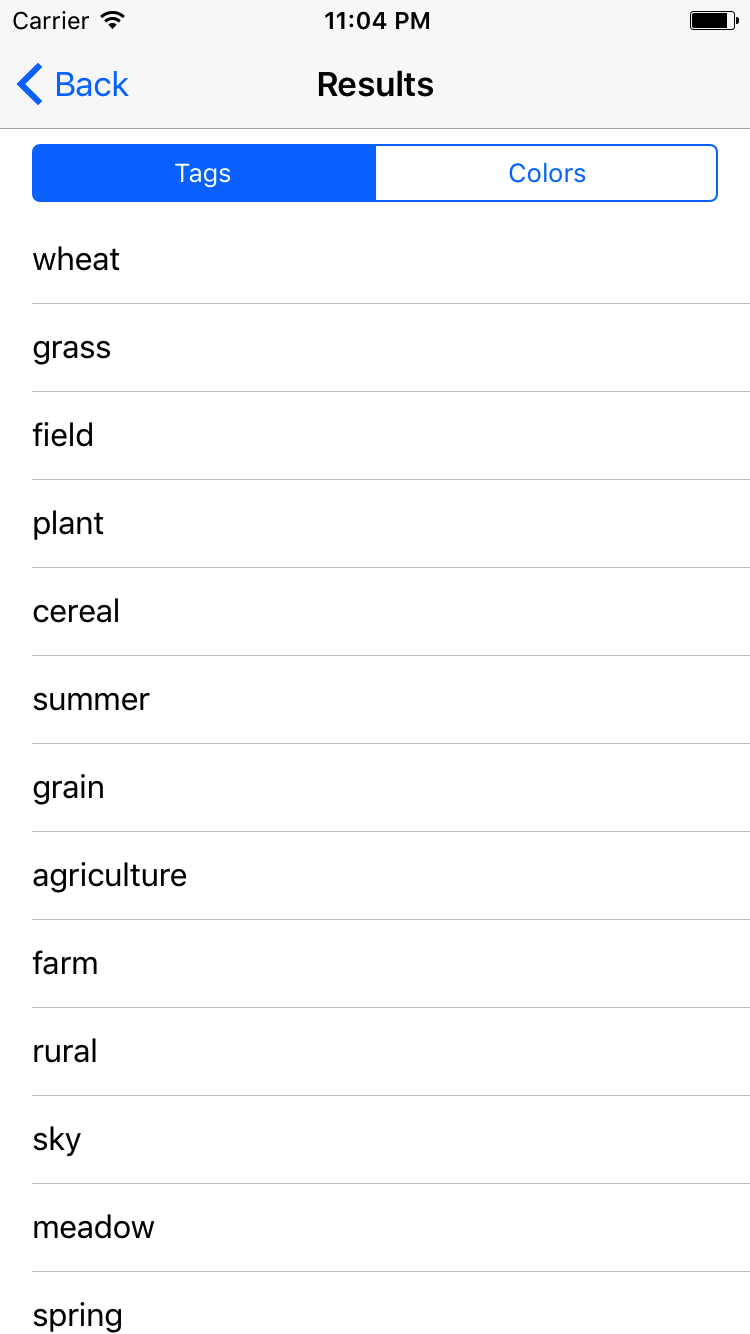 Carrier 11:04 PM
Back Results
Tags Colors
wheat
grass
field
plant
cereal
summer
grain
agriculture
farm
rural
sky
meadow
spring